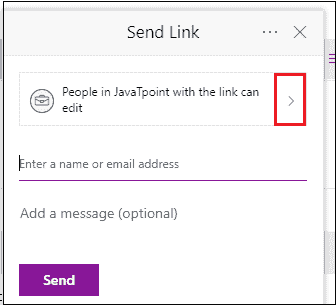 Send Link
People in JavaTpoint with the link can
edit
Enter a name or email address
Add a message (optional)
Send